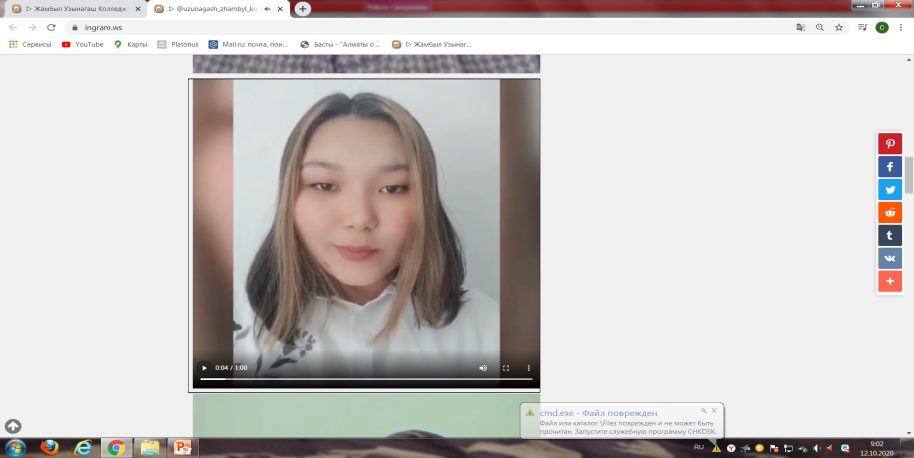 ▷ Жамбыл Узынагаш Колледж
▷ @uzunagash_zhambyl_kol
ingram.ws
Сервисы
YouTube
Карты
Platonus
Mail.ru: почта, пои...
Басты - "Алматы о...
▷ Жамбыл Узынаг...
0:04 / 1:00
cmd.exe - Файл поврежден
Файл или каталог \Files поврежден и не может быть
прочитан. Запустите служебную программу CHKDSK.
RU
9:02
12.10.2020